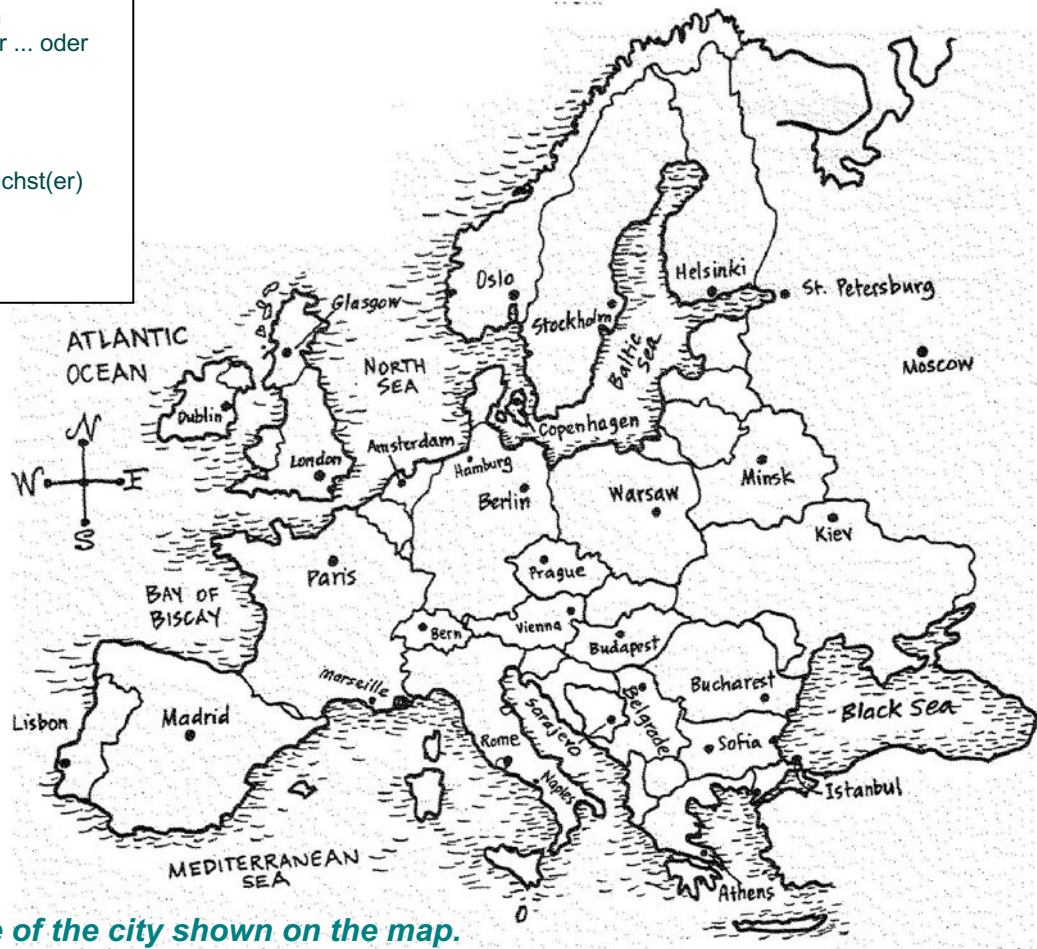 r ... oder
chst(er)
Oslo
Helsinki
St. Petersburg
Glasgow
Stockholm
Baltic
Sea
ATLANTIC
OCEAN
NORTH
SEA
Moscow
Dublin
Copenhagen
N
W
E
S
London
Amsterdam
Hamburg
Berlin
Warsaw
Minsk
Kiev
Paris
Prague
BAY OF
BISCAY
Bern
Vienna
Budapest
Marseille
Belgrade
Bucharest
Black Sea
Lisbon
Madrid
Sarajevo
Rome
Sofia
Naples
Istanbul
MEDITERRANEAN
SEA
Athens
e of the city shown on the map.